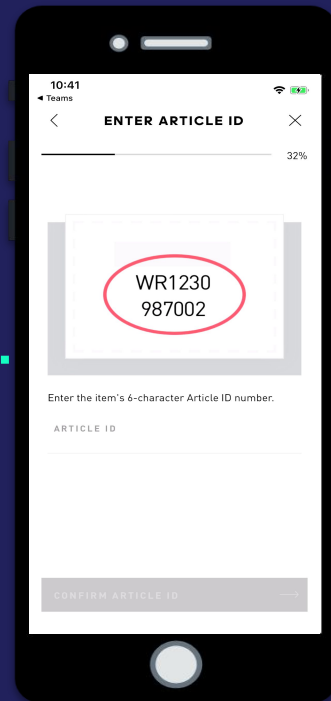 10:41
◄ Teams
ENTER ARTICLE ID
32%
WR1230
987002
Enter the item's 6-character Article ID number.
ARTICLE ID
CONFIRM ARTICLE ID